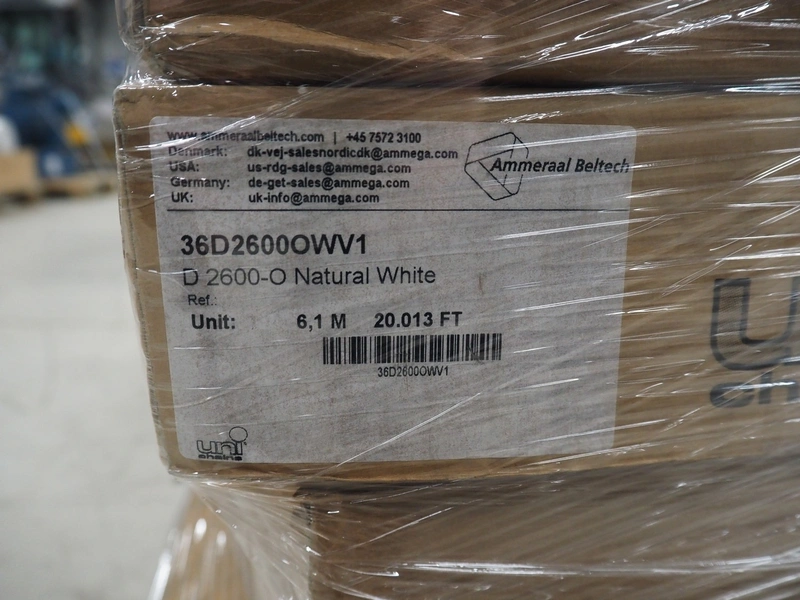 www.ammeraalbeltech.com | +45 7572 3100
Denmark: dk-vej-salesnordicdk@ammega.com
USA: us-rdg-sales@ammega.com
Germany: de-get-sales@ammega.com
UK: uk-info@ammega.com
Ammeraal Beltech
36D2600OWV1
D 2600-O Natural White
Ref.:
Unit: 6,1 M 20.013 FT
36D2600OWV1
uni
chains